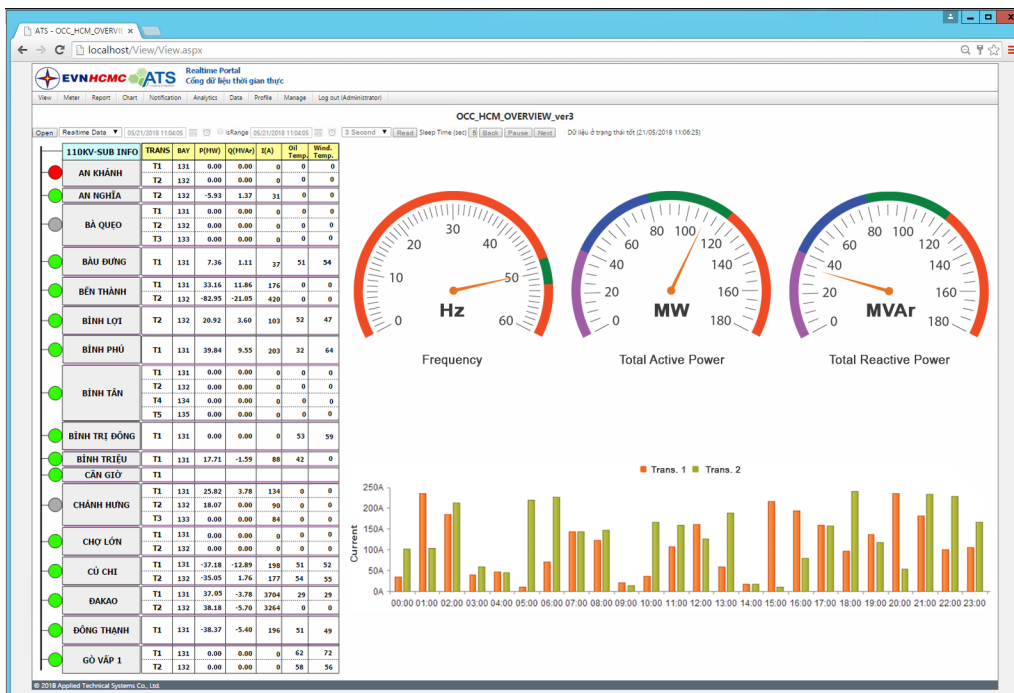 ATS - OCC_HCM_OVERVI
localhost/View/View.aspx
EVNHCMC ATS Realtime Portal
Cổng dữ liệu thời gian thực
View Meter Report Chart Notification Analytics Data Profile Manage Log out (Administrator)
OCC_HCM_OVERVIEW_ver3
Open Realtime Data 05/21/2018 11:04:05 IsRange 05/21/2018 11:04:05 3 Second Read Sleep Time (sec) 5 Back Pause Next Dữ liệu ở trạng thái tốt (21/05/2018 11:06:25)
110KV-SUB INFO TRANS BAY P(MW) Q(MVAr) I(A) Oil Temp. Wind. Temp.
AN KHÁNH T1 131 0.00 0.00 0 0 0
T2 132 0.00 0.00 0 0 0
AN NGHĨA T2 132 -5.93 1.37 31 0 0
BÀ QUẸO T1 131 0.00 0.00 0 0 0
T2 132 0.00 0.00 0 0 0
T3 133 0.00 0.00 0 0 0
BÀU ĐƯNG T1 131 7.36 1.11 37 51 54
BẾN THÀNH T1 131 33.16 11.86 176 0 0
T2 132 -82.95 -21.05 420 0 0
BÌNH LỢI T2 132 20.92 3.60 103 52 47
BÌNH PHÚ T1 131 39.84 9.55 203 32 64
BÌNH TÂN T1 131 0.00 0.00 0 0 0
T2 132 0.00 0.00 0 0 0
T4 134 0.00 0.00 0 0 0
T5 135 0.00 0.00 0 0 0
BÌNH TRỊ ĐÔNG T1 131 0.00 0.00 0 53 59
BÌNH TRIỆU T1 131 17.71 -1.59 88 42 0
CẦN GIỜ T1
CHÁNH HƯNG T1 131 25.82 3.78 134 0 0
T2 132 18.07 0.00 90 0 0
T3 133 0.00 0.00 84 0 0
CHỢ LỚN T1 131 0.00 0.00 0 0 0
T2 132 0.00 0.00 0 0 0
CỦ CHI T1 131 -37.18 -12.89 198 51 52
T2 132 -35.05 1.76 177 54 55
ĐAKAO T1 131 37.05 -3.78 3704 29 29
T2 132 38.18 -5.70 3264 0 0
ĐÔNG THẠNH T1 131 -38.37 -5.40 196 51 49
GÒ VẤP 1 T1 131 0.00 0.00 0 62 72
T2 132 0.00 0.00 0 58 56
0 10 20 30 40 50 60
Hz
Frequency
0 20 40 60 80 100 120 140 160 180
MW
Total Active Power
0 20 40 60 80 100 120 140 160 180
MVAr
Total Reactive Power
Trans. 1 Trans. 2
Current
250A
200A
150A
100A
50A
0A
00:00 01:00 02:00 03:00 04:00 05:00 06:00 07:00 08:00 09:00 10:00 11:00 12:00 13:00 14:00 15:00 16:00 17:00 18:00 19:00 20:00 21:00 22:00 23:00
© 2018 Applied Technical Systems Co., Ltd.